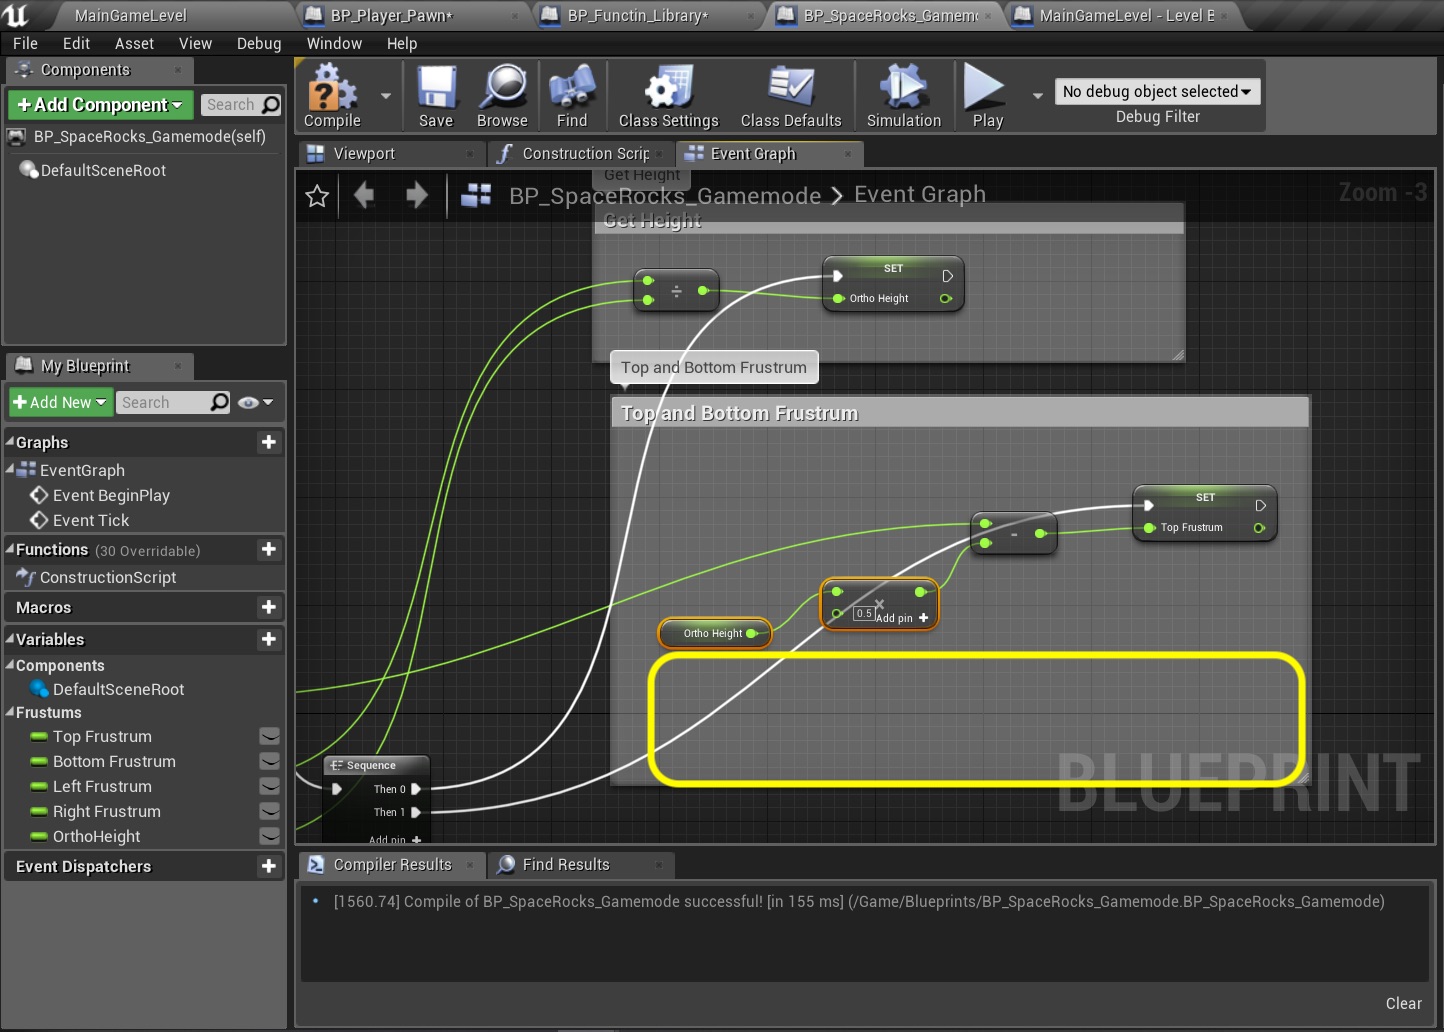 MainGameLevel
BP_Player_Pawn*
BP_Functin_Library*
BP_SpaceRocks_Gamem
MainGameLevel - Level B
File Edit Asset View Debug Window Help
Components
+Add Component
Search
BP_SpaceRocks_Gamemode(self)
DefaultSceneRoot
My Blueprint
+Add New
Search
Graphs
EventGraph
Event BeginPlay
Event Tick
Functions (30 Overridable)
ConstructionScript
Macros
Variables
Components
DefaultSceneRoot
Frustums
Top Frustrum
Bottom Frustrum
Left Frustrum
Right Frustrum
OrthoHeight
Event Dispatchers
Compile
Save
Browse
Find
Class Settings
Class Defaults
Simulation
Play
No debug object selected
Debug Filter
Viewport
Construction Scrip
Event Graph
Get Height
BP_SpaceRocks_Gamemode > Event Graph
Zoom -3
Get Height
÷
SET
Ortho Height
Top and Bottom Frustrum
Top and Bottom Frustrum
SET
Top Frustrum
-
×
0.5
Add pin +
Ortho Height
Sequence
Then 0
Then 1
Add pin +
BLUEPRINT
Compiler Results
Find Results
[1560.74] Compile of BP_SpaceRocks_Gamemode successful! [in 155 ms] (/Game/Blueprints/BP_SpaceRocks_Gamemode.BP_SpaceRocks_Gamemode)
Clear